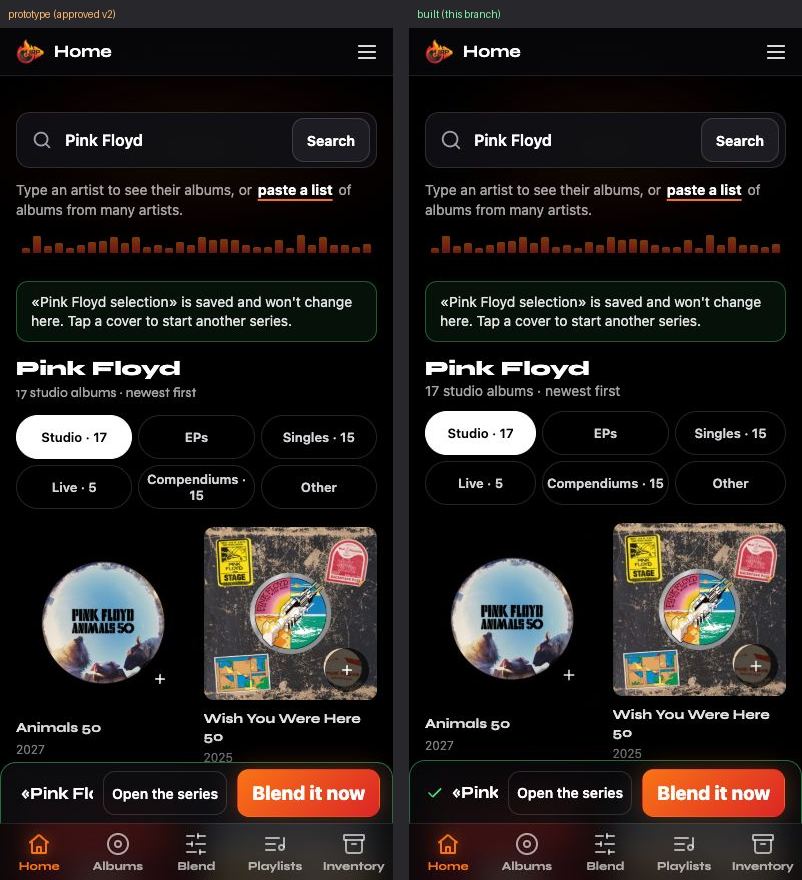 prototype (approved v2)
Home
Pink Floyd
Search
Type an artist to see their albums, or paste a list of
albums from many artists.
«Pink Floyd selection» is saved and won't change
here. Tap a cover to start another series.
Pink Floyd
17 studio albums · newest first
Studio · 17
EPs
Singles · 15
Live · 5
Compendiums ·
15
Other
PINK FLOYD
ANIMALS 50
STAGE
+
+
Animals 50
2027
Wish You Were Here
50
2025
«Pink Flo
Open the series
Blend it now
Home
Albums
Blend
Playlists
Inventory
built (this branch)
Home
Pink Floyd
Search
Type an artist to see their albums, or paste a list of
albums from many artists.
«Pink Floyd selection» is saved and won't change
here. Tap a cover to start another series.
Pink Floyd
17 studio albums · newest first
Studio · 17
EPs
Singles · 15
Live · 5
Compendiums · 15
Other
PINK FLOYD
ANIMALS 50
STAGE
+
+
Animals 50
2027
Wish You Were Here
50
2025
«Pink
Open the series
Blend it now
Home
Albums
Blend
Playlists
Inventory